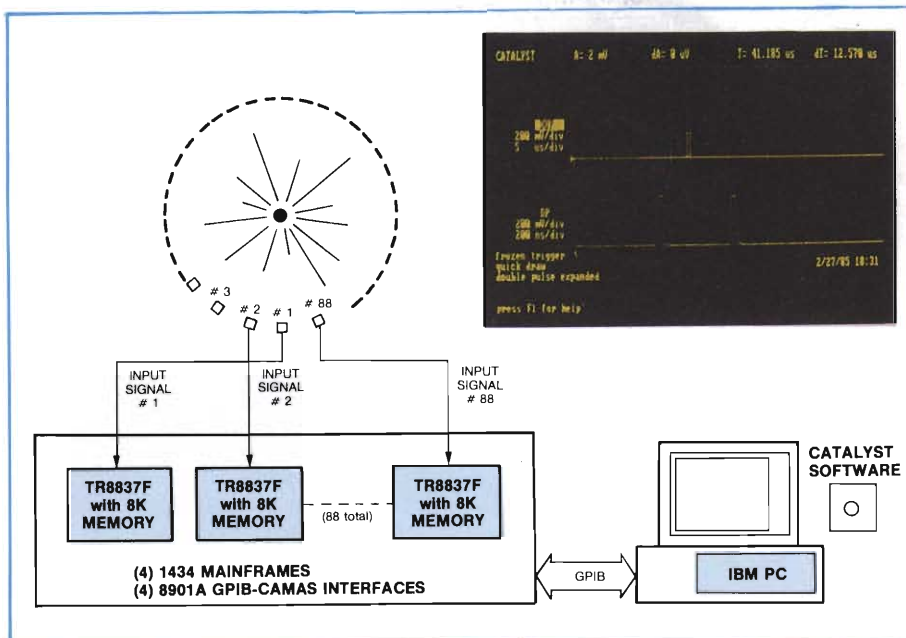 CATALYST A= 2 mV dA= 0 uV T= 41.185 us dT= 12.570 us
200 mV/div
5 us/div
DP
200 mV/div
200 ns/div
frozen trigger
quick draw
double pulse expanded
2/27/85 18:31
press F1 for help
# 3
# 2
# 1
# 88
INPUT
SIGNAL
# 1
INPUT
SIGNAL
# 2
INPUT
SIGNAL
# 88
TR8837F
with 8K
MEMORY
TR8837F
with 8K
MEMORY
(88 total)
TR8837F
with 8K
MEMORY
(4) 1434 MAINFRAMES
(4) 8901A GPIB-CAMAS INTERFACES
GPIB
CATALYST
SOFTWARE
IBM PC